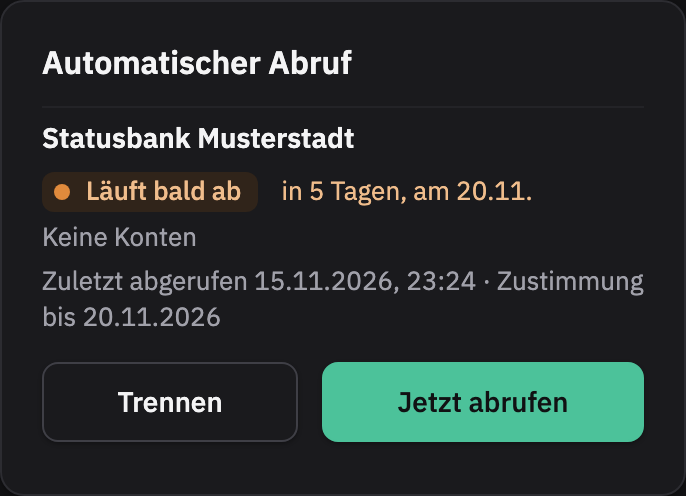 Automatischer Abruf
Statusbank Musterstadt
Läuft bald ab in 5 Tagen, am 20.11.
Keine Konten
Zuletzt abgerufen 15.11.2026, 23:24 · Zustimmung
bis 20.11.2026
Trennen Jetzt abrufen